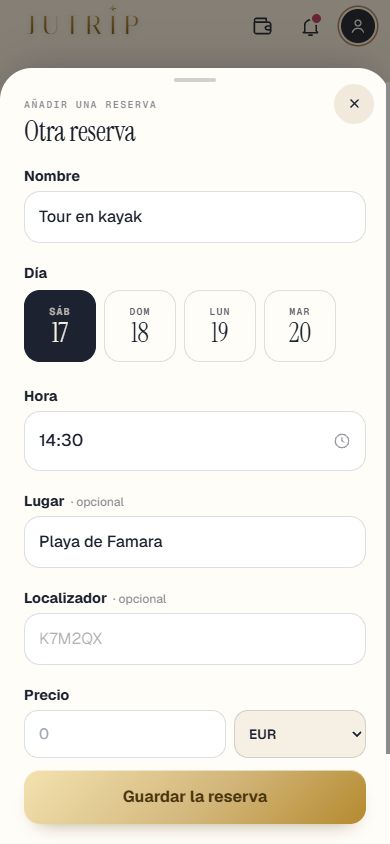 JUTRIP
AÑADIR UNA RESERVA
Otra reserva
Nombre
Tour en kayak
Día
SÁB DOM LUN MAR
17 18 19 20
Hora
14:30
Lugar · opcional
Playa de Famara
Localizador · opcional
K7M2QX
Precio
0 EUR
Guardar la reserva